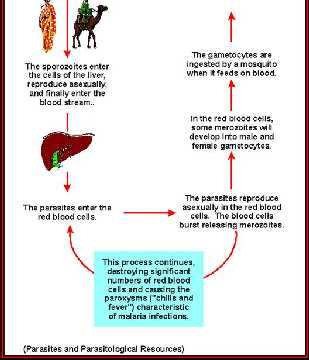 The sporozoites enter
the cells of the liver,
reproduce asexually,
and finally enter the
blood stream..
The parasites enter the
red blood cells.
The parasites reproduce
asexually in the red blood
cells. The blood cells
burst releasing merozoites.
In the red blood cells,
some merozoites will
develop into male and
female gametocytes.
The gametocytes are
ingested by a mosquito
when it feeds on blood.
This process continues,
destroying significant
numbers of red blood
cells and causing the
paroxysms ("chills and
fever") characteristic
of malaria infections.
(Parasites and Parasitological Resources)